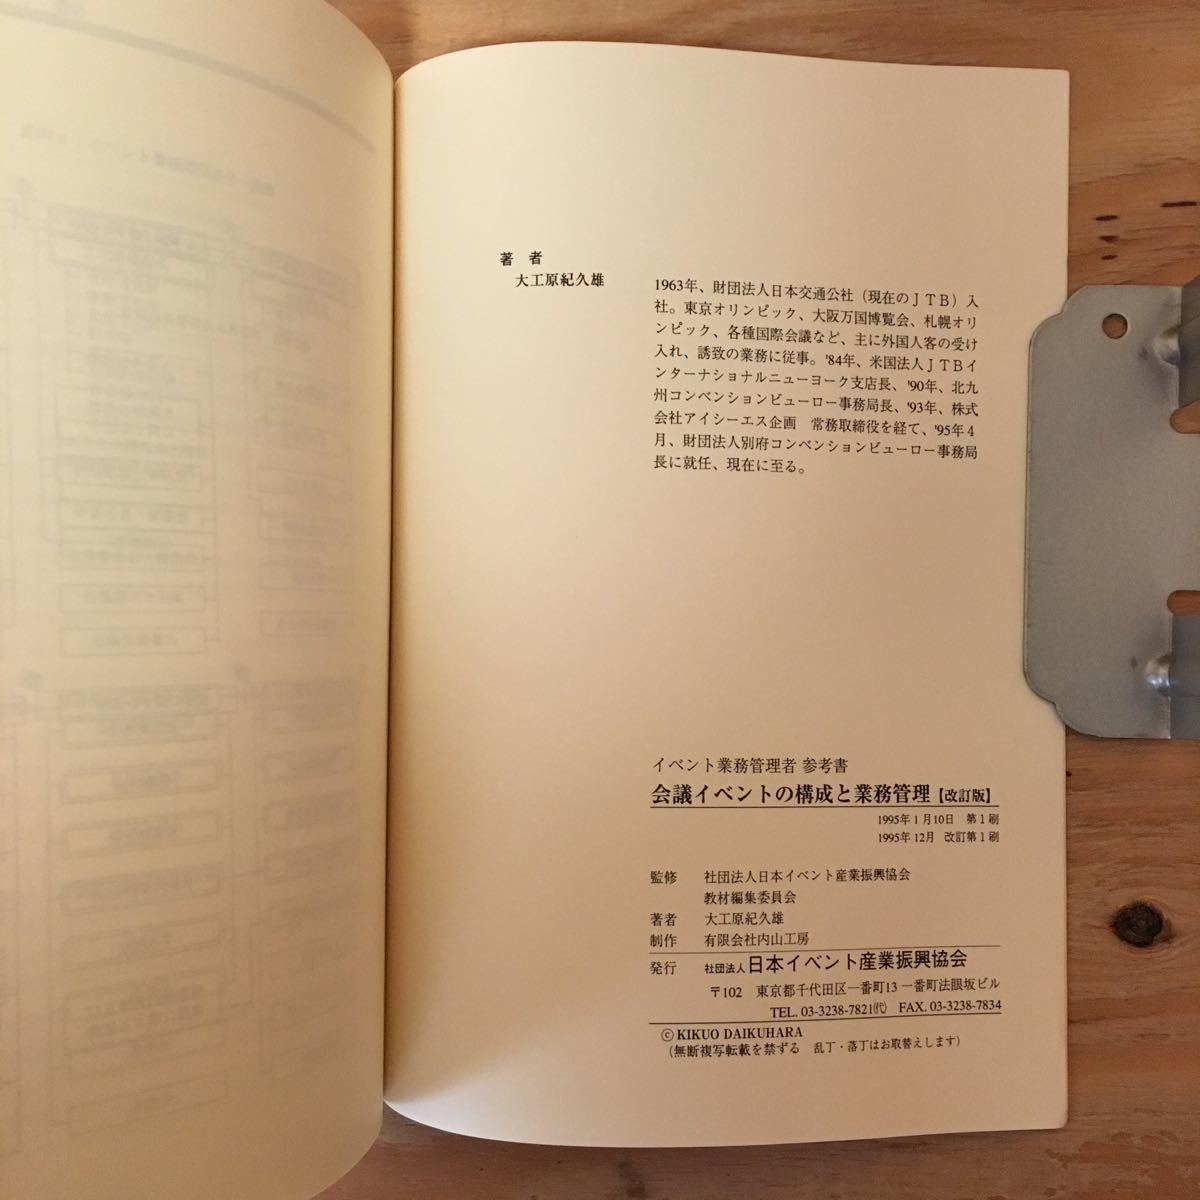 著 者
大工原紀久雄
1963年、財団法人日本交通公社（現在のＪＴＢ）入
社。東京オリンピック、大阪万国博覧会、札幌オリ
ンピック、各種国際会議など、主に外国人客の受け
入れ、誘致の業務に従事。'84年、米国法人ＪＴＢイ
ンターナショナルニューヨーク支店長、'90年、北九
州コンベンションビューロー事務局長、'93年、株式
会社アイシーエス企画　常務取締役を経て、'95年４
月、財団法人別府コンベンションビューロー事務局
長に就任、現在に至る。
イベント業務管理者 参考書
会議イベントの構成と業務管理【改訂版】
1995年１月10日　第１刷
1995年12月　改訂第１刷
監修　社団法人日本イベント産業振興協会
教材編集委員会
著者　大工原紀久雄
制作　有限会社内山工房
発行　社団法人日本イベント産業振興協会
〒102　東京都千代田区一番町13 一番町法眼坂ビル
TEL. 03-3238-7821㈹　FAX. 03-3238-7834
©KIKUO DAIKUHARA
（無断複写転載を禁ずる　乱丁・落丁はお取替えします）